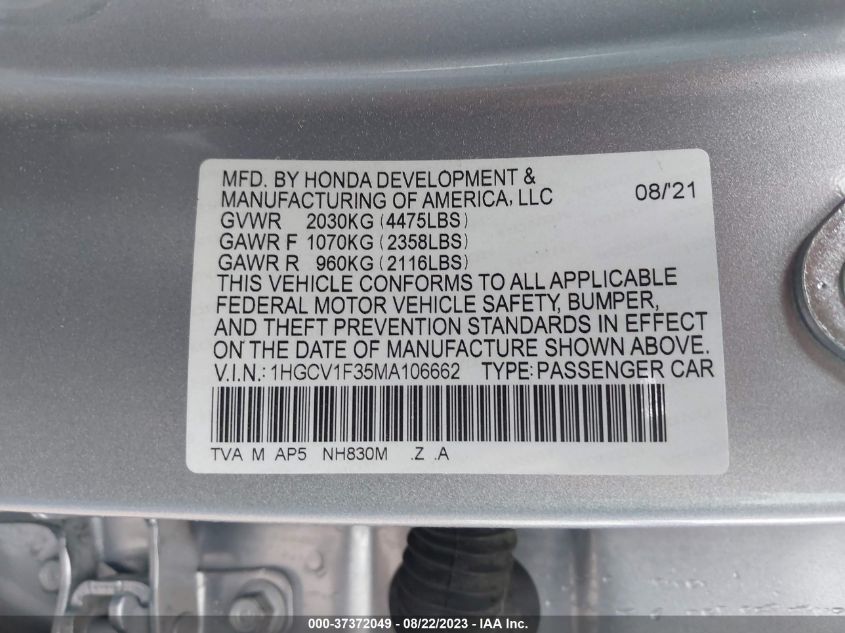 MFD. BY HONDA DEVELOPMENT &
MANUFACTURING OF AMERICA, LLC 08/'21
GVWR 2030KG (4475LBS)
GAWR F 1070KG (2358LBS)
GAWR R 960KG (2116LBS)
THIS VEHICLE CONFORMS TO ALL APPLICABLE
FEDERAL MOTOR VEHICLE SAFETY, BUMPER,
AND THEFT PREVENTION STANDARDS IN EFFECT
ON THE DATE OF MANUFACTURE SHOWN ABOVE.
V.I.N.: 1HGCV1F35MA106662 TYPE: PASSENGER CAR
TVA M AP5 NH830M .Z .A
000-37372049 - 08/22/2023 - Copyright © 2023 IAA, Inc.